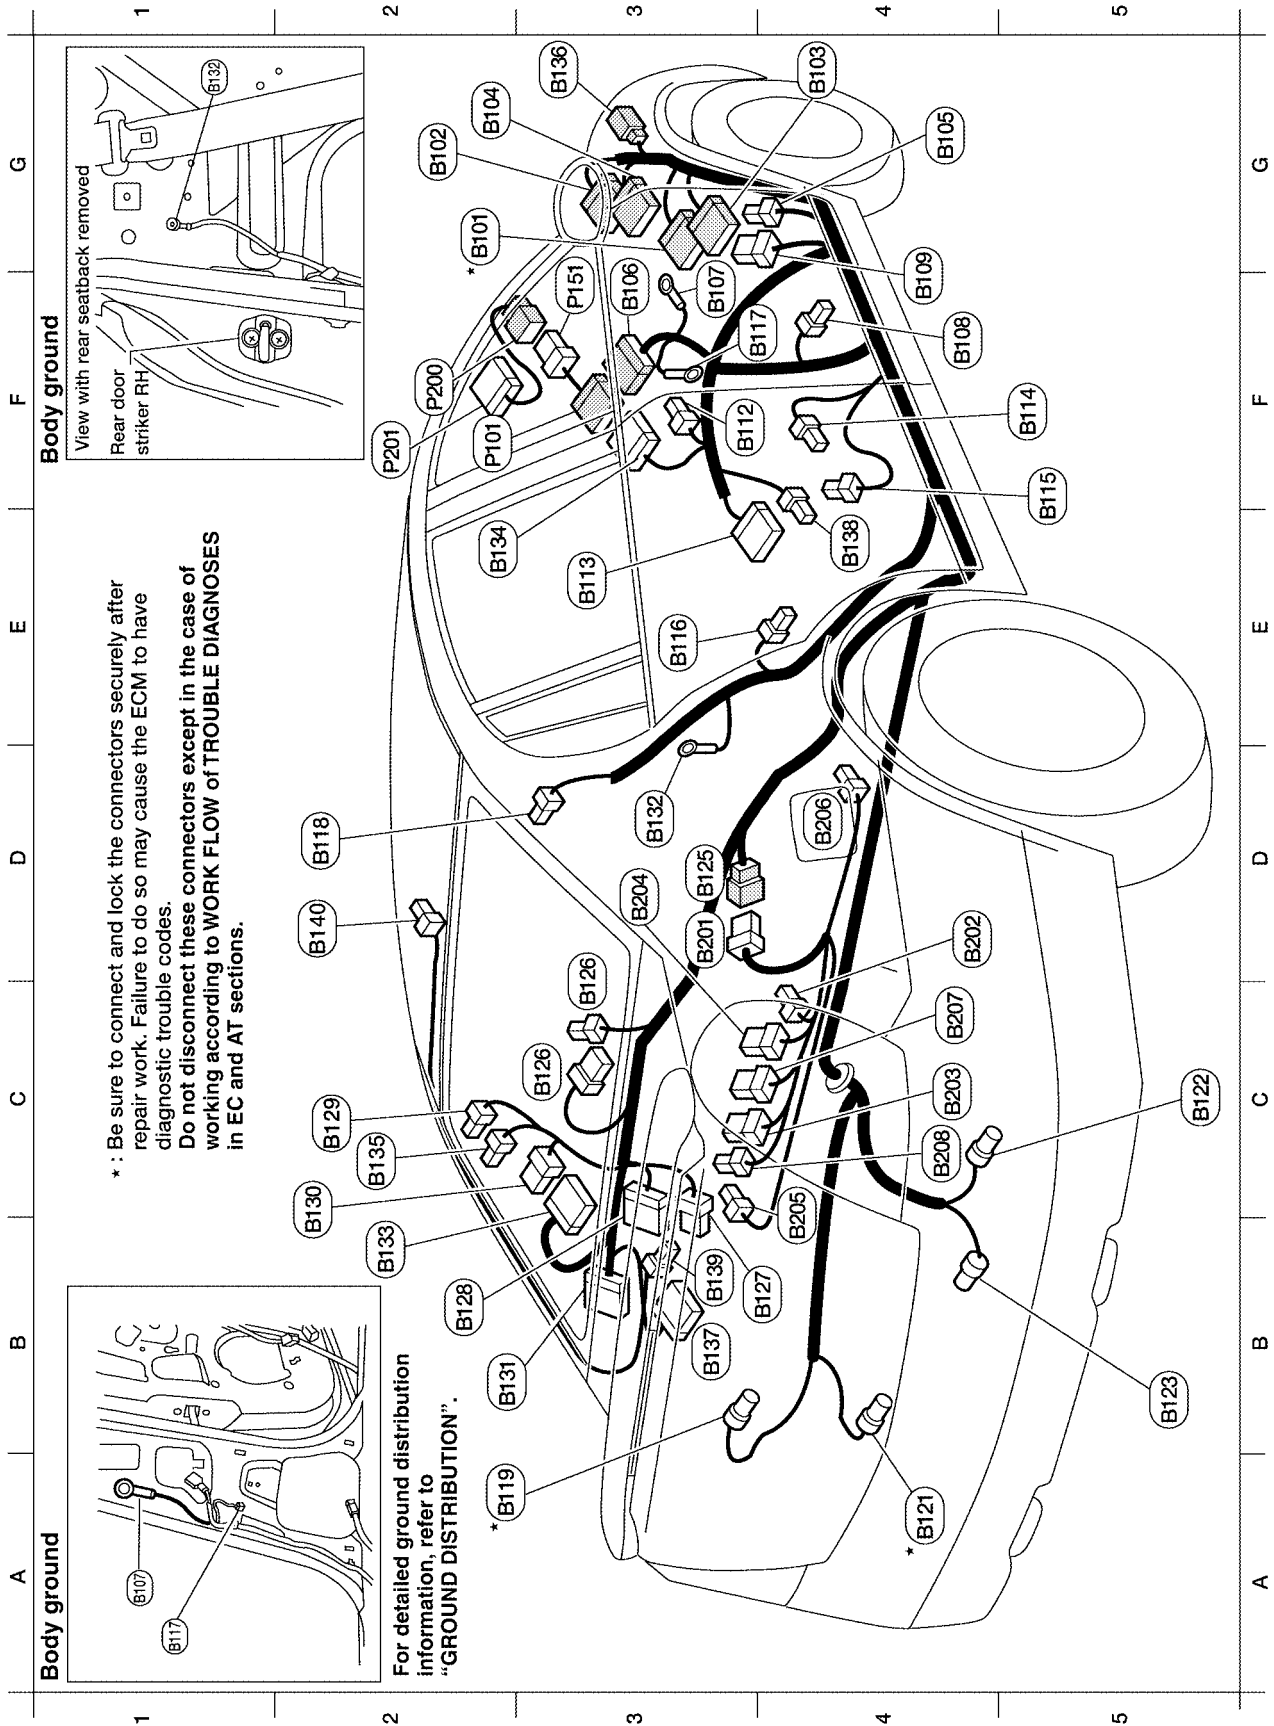 A
B
C
D
E
F
G
1
2
3
4
5
Body ground
B107
B117
For detailed ground distribution
information, refer to
“GROUND DISTRIBUTION”.
★ : Be sure to connect and lock the connectors securely after
repair work. Failure to do so may cause the ECM to have
diagnostic trouble codes.
Do not disconnect these connectors except in the case of
working according to WORK FLOW of TROUBLE DIAGNOSES
in EC and AT sections.
Body ground
View with rear seatback removed
Rear door
striker RH
B132
B129
B135
B130
B133
B128
B131
★ B119
★ B121
B140
B118
B126
B126
B204
B201
B125
B132
B116
B206
B202
B207
B203
B208
B205
B139
B127
B137
B122
B123
P201
P200
P101
P151
B134
B113
B106
B107
B117
B112
B138
B115
B114
B108
B109
B105
★ B101
B102
B104
B136
B103
1
2
3
4
5
A
B
C
D
E
F
G